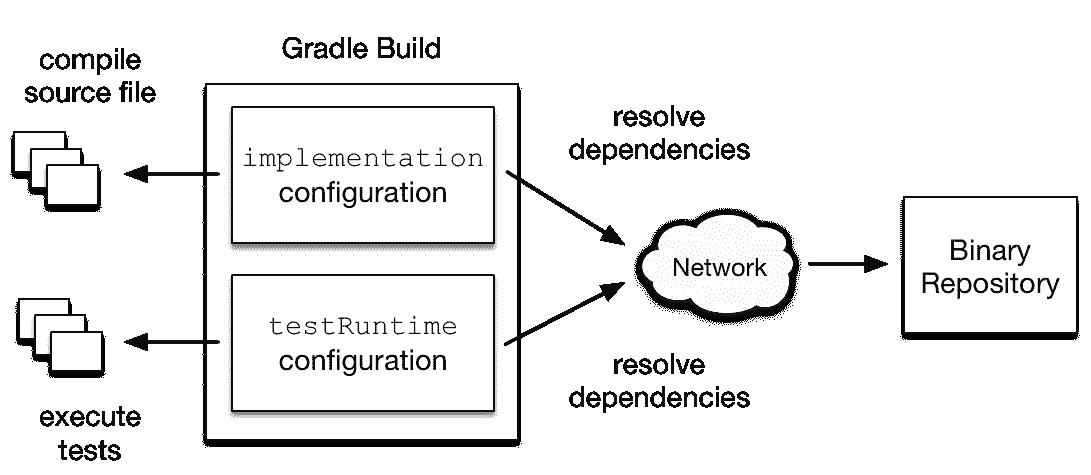 Gradle Build
compile
source file
implementation
configuration
resolve
dependencies
Network
Binary
Repository
testRuntime
configuration
resolve
dependencies
execute
tests